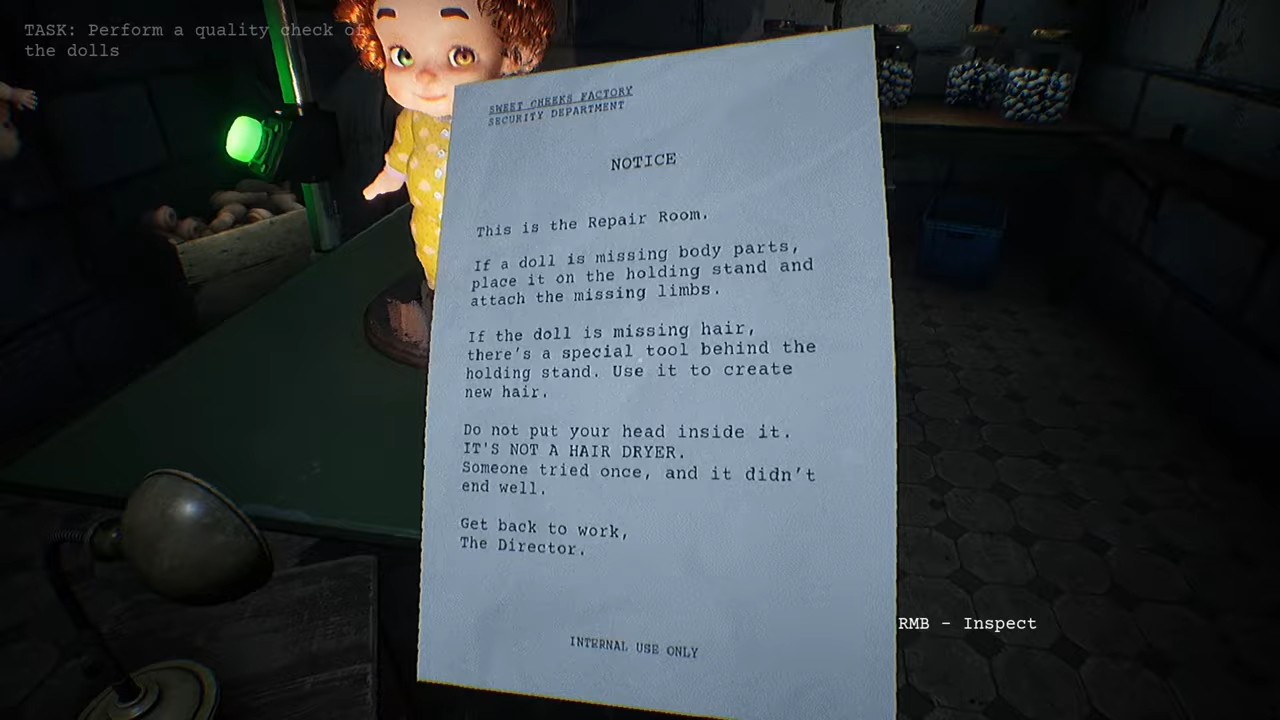 TASK: Perform a quality check of
the dolls
SWEET CHEEKS FACTORY
SECURITY DEPARTMENT
NOTICE
This is the Repair Room.
If a doll is missing body parts,
place it on the holding stand and
attach the missing limbs.
If the doll is missing hair,
there's a special tool behind the
holding stand. Use it to create
new hair.
Do not put your head inside it.
IT'S NOT A HAIR DRYER.
Someone tried once, and it didn't
end well.
Get back to work,
The Director.
INTERNAL USE ONLY
RMB - Inspect